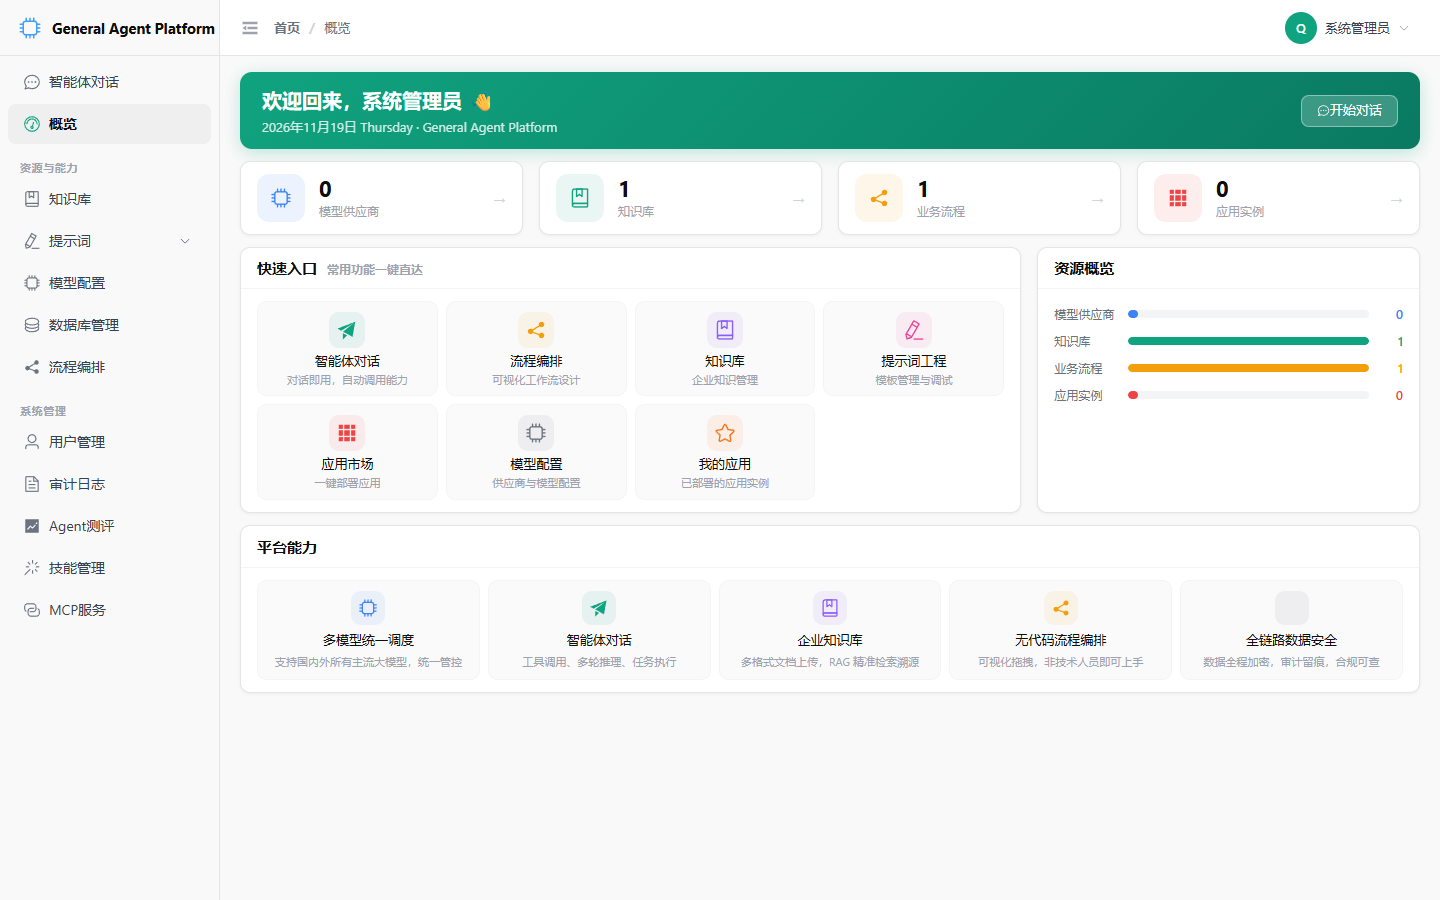 General Agent Platform
智能体对话
概览
资源与能力
知识库
提示词
模型配置
数据库管理
流程编排
系统管理
用户管理
审计日志
Agent测评
技能管理
MCP服务
首页 / 概览
Q 系统管理员
欢迎回来，系统管理员 👋
2026年11月19日 Thursday · General Agent Platform
开始对话
0
模型供应商
→
1
知识库
→
1
业务流程
→
0
应用实例
→
快速入口 常用功能一键直达
智能体对话
对话即用，自动调用能力
流程编排
可视化工作流设计
知识库
企业知识管理
提示词工程
模板管理与调试
应用市场
一键部署应用
模型配置
供应商与模型配置
我的应用
已部署的应用实例
资源概览
模型供应商 0
知识库 1
业务流程 1
应用实例 0
平台能力
多模型统一调度
支持国内外所有主流大模型，统一管控
智能体对话
工具调用、多轮推理、任务执行
企业知识库
多格式文档上传，RAG 精准检索溯源
无代码流程编排
可视化拖拽，非技术人员即可上手
全链路数据安全
数据全程加密，审计留痕，合规可查